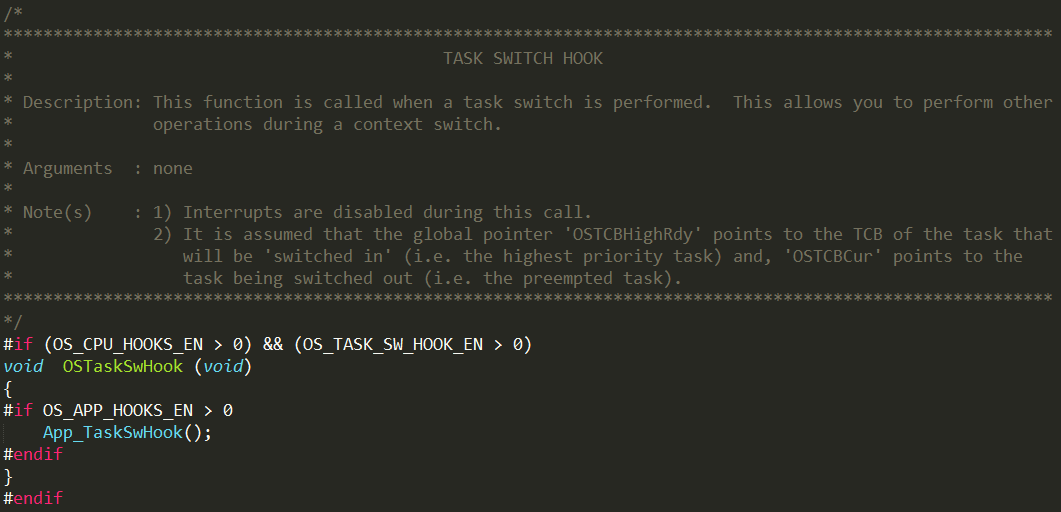 /*
*********************************************************************************************************
*                                           TASK SWITCH HOOK
*
* Description: This function is called when a task switch is performed.  This allows you to perform other
*              operations during a context switch.
*
* Arguments  : none
*
* Note(s)    : 1) Interrupts are disabled during this call.
*              2) It is assumed that the global pointer 'OSTCBHighRdy' points to the TCB of the task that
*                 will be 'switched in' (i.e. the highest priority task) and, 'OSTCBCur' points to the
*                 task being switched out (i.e. the preempted task).
*********************************************************************************************************
*/
#if (OS_CPU_HOOKS_EN > 0) && (OS_TASK_SW_HOOK_EN > 0)
void  OSTaskSwHook (void)
{
#if OS_APP_HOOKS_EN > 0
    App_TaskSwHook();
#endif
}
#endif